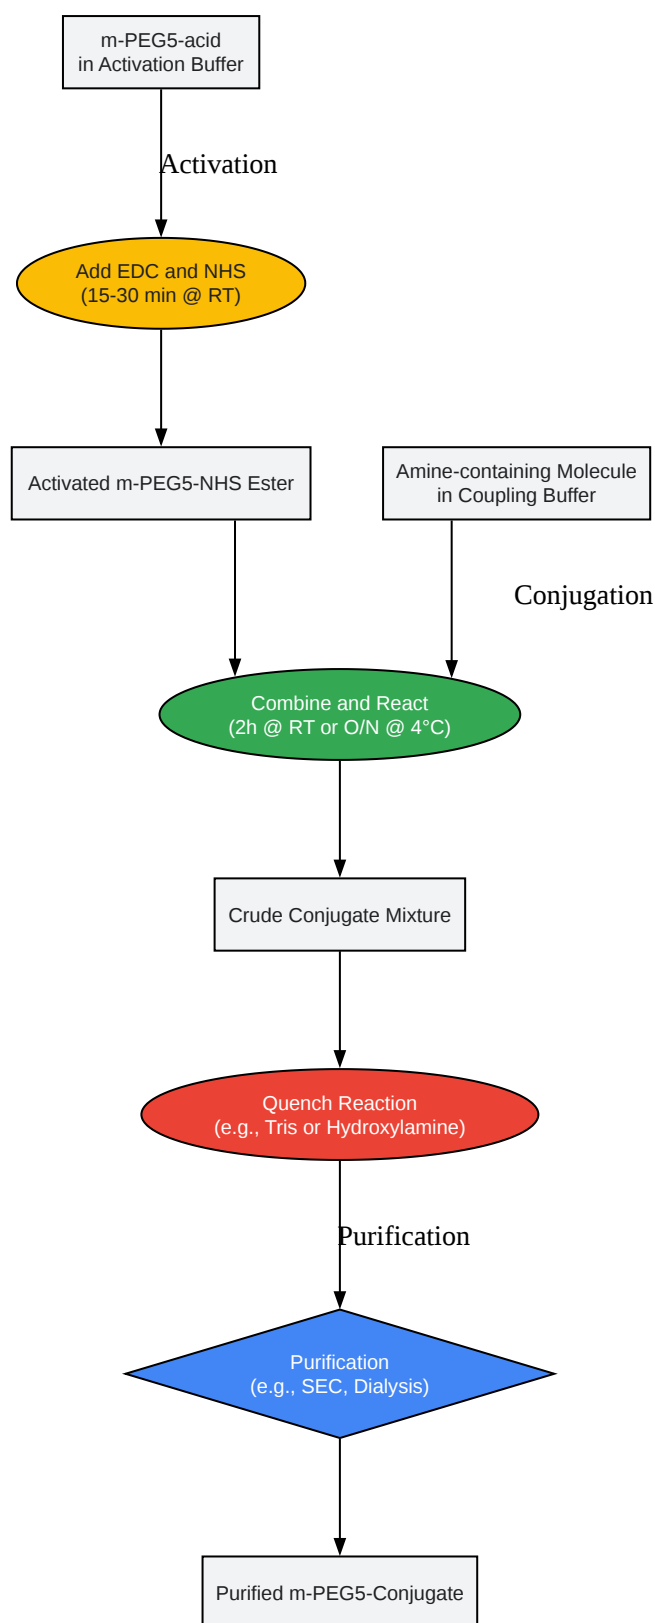 m-PEG5-acid
in Activation Buffer
Activation
Add EDC and NHS
(15-30 min @ RT)
Activated m-PEG5-NHS Ester
Amine-containing Molecule
in Coupling Buffer
Conjugation
Combine and React
(2h @ RT or O/N @ 4°C)
Crude Conjugate Mixture
Quench Reaction
(e.g., Tris or Hydroxylamine)
Purification
Purification
(e.g., SEC, Dialysis)
Purified m-PEG5-Conjugate